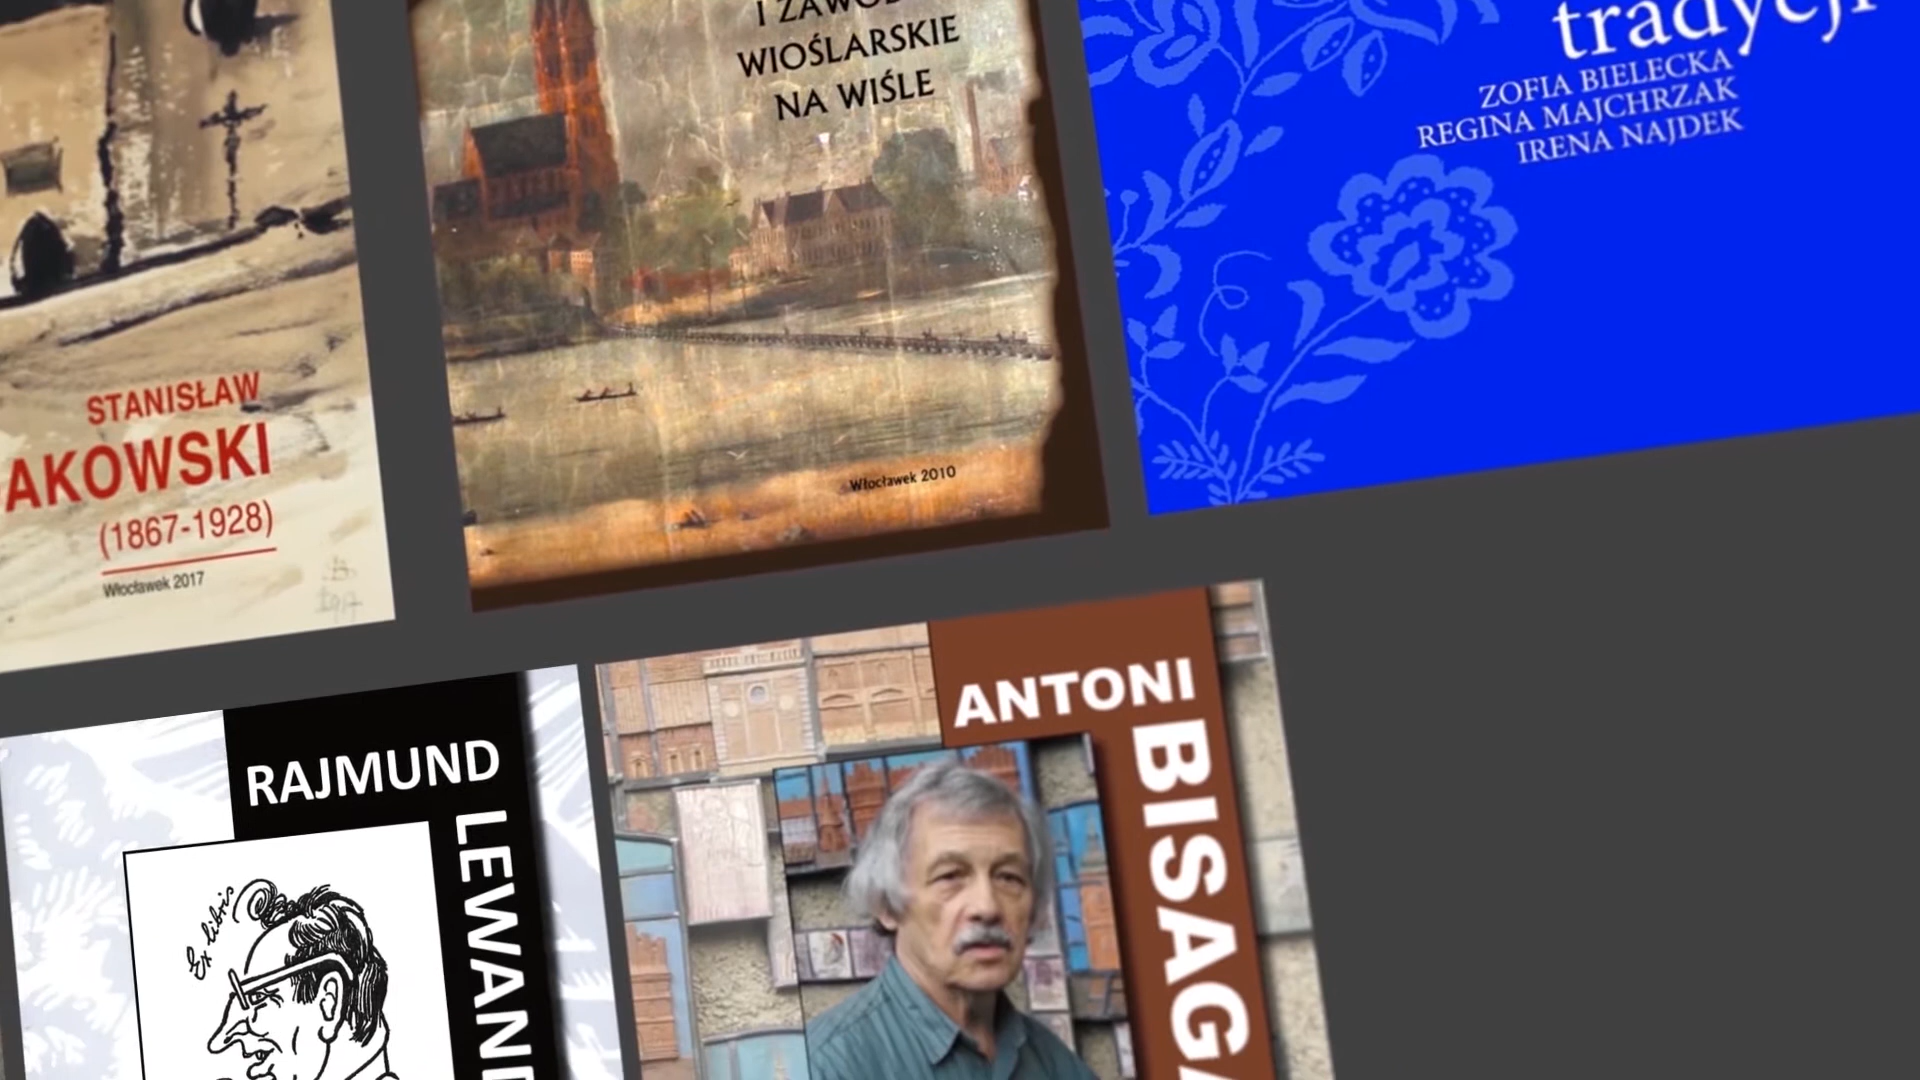 STANISŁAW
AKOWSKI
(1867-1928)
Włocławek 2017
I ZAWO
WIOŚLARSKIE
NA WIŚLE
Włocławek 2010
tradycji
ZOFIA BIELECKA
REGINA MAJCHRZAK
IRENA NAJDEK
RAJMUND
LEWAN
Ex libris
ANTONI
BISAGA